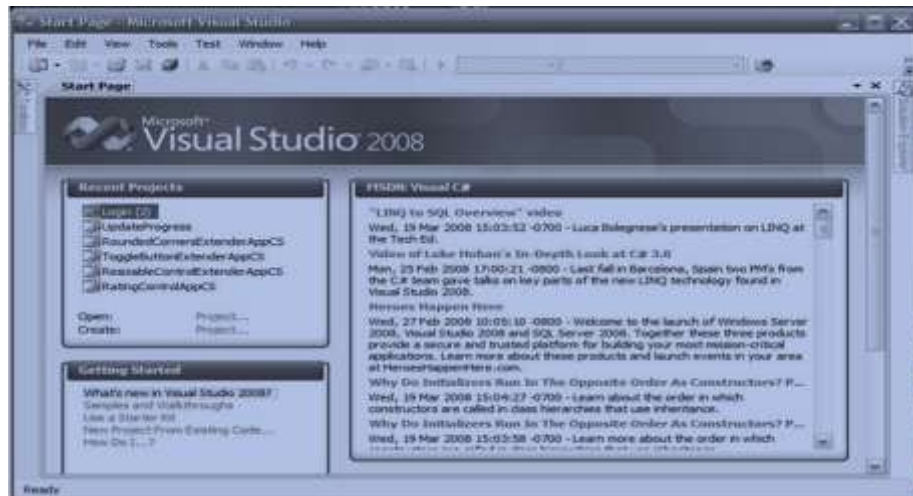 Start Page - Microsoft Visual Studio
File Edit View Tools Test Window Help
Start Page
Microsoft
Visual Studio 2008
Recent Projects
Login (2)
UpdateProgress
RoundedCornersExtenderAppCS
ToggleButtonExtenderAppCS
ResizableControlExtenderAppCS
RatingControlAppCS
Open: Project...
Create: Project...
Getting Started
What's new in Visual Studio 2008?
Samples and Walkthroughs
Use a Starter Kit
New Project From Existing Code...
How Do I...?
MSDN: Visual C#
"LINQ to SQL Overview" video
Wed, 19 Mar 2008 15:03:52 -0700 - Luca Bolognese's presentation on LINQ at
the Tech Ed.
Video of Luke Hoban's In-Depth Look at C# 3.0
Mon, 25 Feb 2008 17:00:21 -0800 - Last fall in Barcelona, Spain two PMs from
the C# team gave talks on key parts of the new LINQ technology found in
Visual Studio 2008.
Heroes Happen Here
Wed, 27 Feb 2008 10:05:10 -0800 - Welcome to the launch of Windows Server
2008, Visual Studio 2008 and SQL Server 2008. Together these three products
provide a secure and trusted platform for building your most mission-critical
applications. Learn more about these products and launch events in your area
at HeroesHappenHere.com.
Why Do Initializers Run In The Opposite Order As Constructors? P...
Wed, 19 Mar 2008 15:04:27 -0700 - Learn about the order in which
constructors are called in class hierarchies that use inheritance.
Why Do Initializers Run In The Opposite Order As Constructors? P...
Wed, 19 Mar 2008 15:03:58 -0700 - Learn more about the order in which
Ready